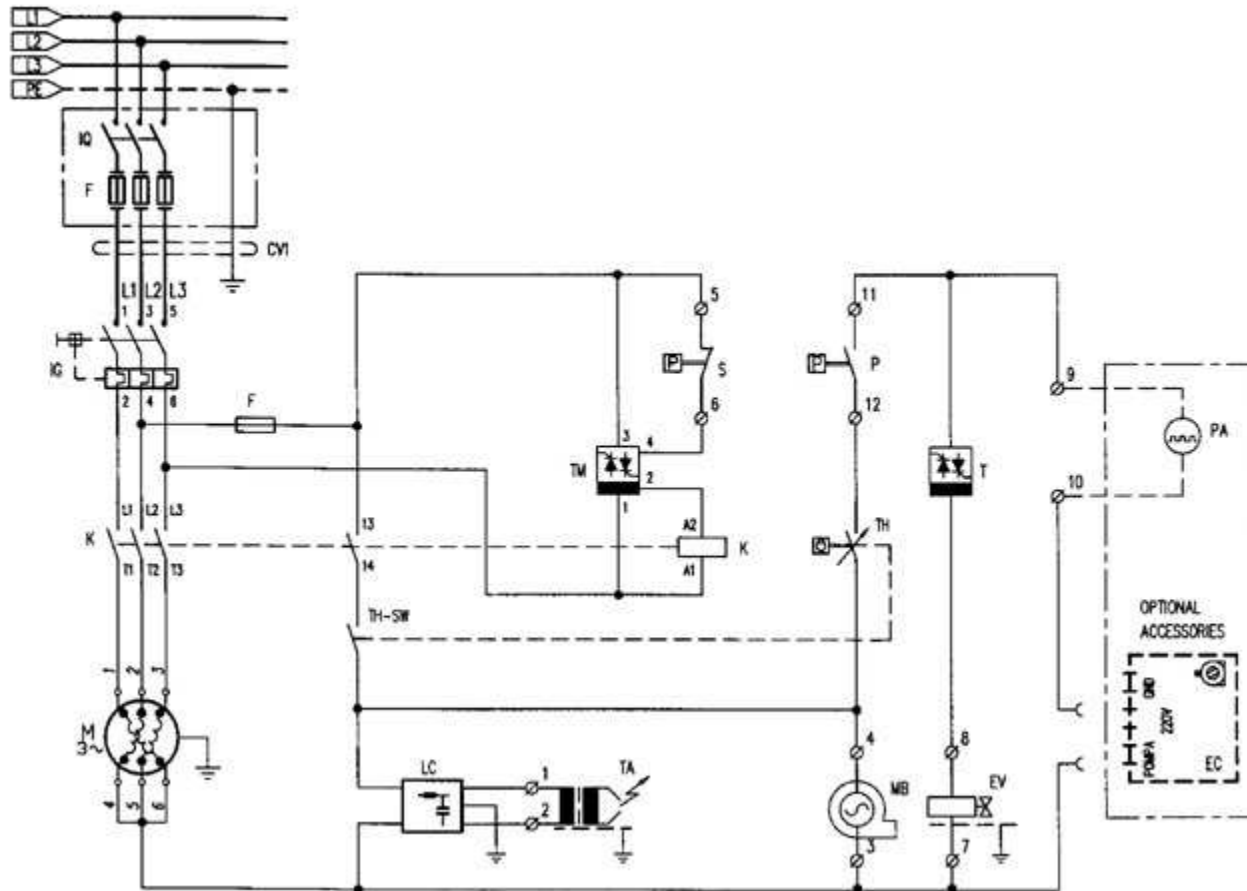 L1
L2
L3
PE
IQ
F
CV1
L1 L2 L3
1 3 5
IG
2 4 6
F
5
P
S
6
3
4
TM
2
1
A2
K
A1
11
P
P
12
T
9
PA
10
L1 L2 L3
K
T1 T2 T3
13
14
TH
TH-SW
1 2 3
M
3~
4 5 6
LC
1
2
TA
4
MB
3
8
EV
7
OPTIONAL
ACCESSORIES
GND
220V
POMPA
EC